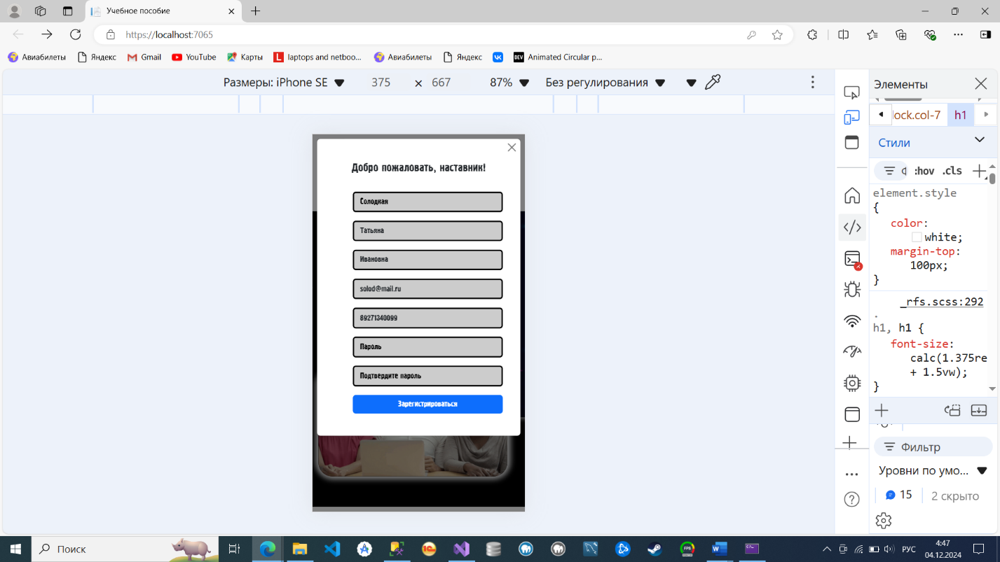 Учебное пособие
https://localhost:7065
Авиабилеты Яндекс Gmail YouTube Карты laptops and netboo... Авиабилеты Яндекс Animated Circular p...
Размеры: iPhone SE 375 × 667 87% Без регулирования
Элементы
lock.col-7 h1
Стили
:hov .cls
element.style
{
color:
white;
margin-top:
100px;
}
_rfs.scss:292
h1, h1 {
font-size:
calc(1.375re
+ 1.5vw);
}
Фильтр
Уровни по умо...
15 2 скрыто
Добро пожаловать, наставник!
Солодкая
Татьяна
Ивановна
solod@mail.ru
89271340099
Пароль
Подтвердите пароль
Зарегистрироваться
Поиск
РУС
4:47
04.12.2024